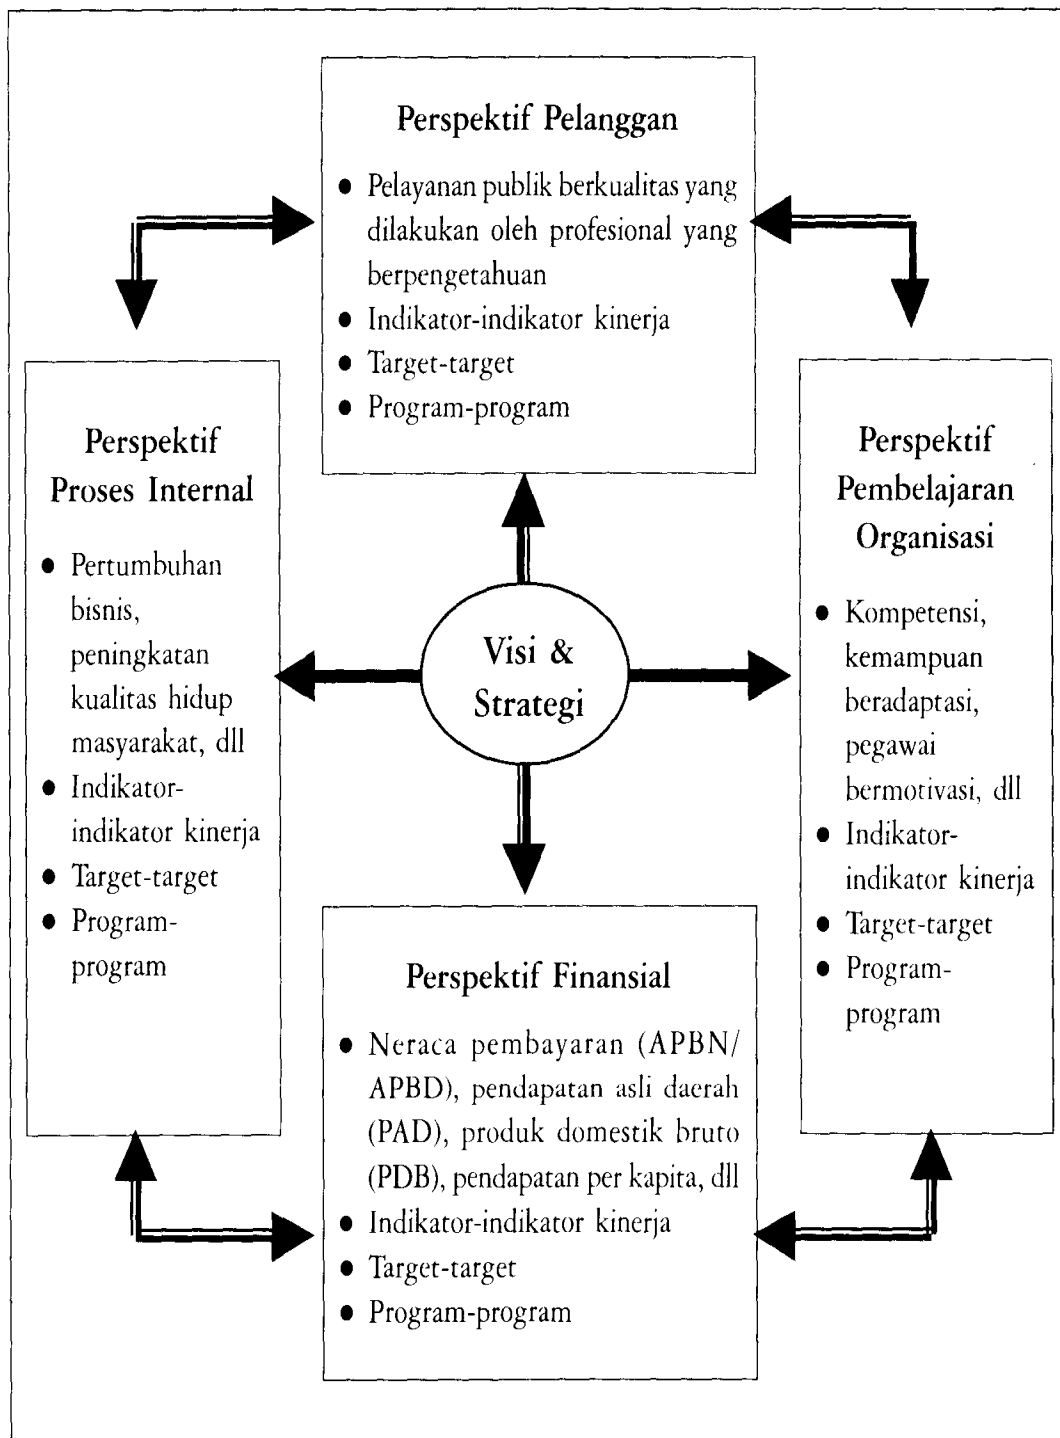 Perspektif Pelanggan
● Pelayanan publik berkualitas yang
dilakukan oleh profesional yang
berpengetahuan
● Indikator-indikator kinerja
● Target-target
● Program-program
Perspektif
Proses Internal
● Pertumbuhan
bisnis,
peningkatan
kualitas hidup
masyarakat, dll
● Indikator-
indikator kinerja
● Target-target
● Program-
program
Visi &
Strategi
Perspektif
Pembelajaran
Organisasi
● Kompetensi,
kemampuan
beradaptasi,
pegawai
bermotivasi, dll
● Indikator-
indikator kinerja
● Target-target
● Program-
program
Perspektif Finansial
● Neraca pembayaran (APBN/
APBD), pendapatan asli daerah
(PAD), produk domestik bruto
(PDB), pendapatan per kapita, dll
● Indikator-indikator kinerja
● Target-target
● Program-program